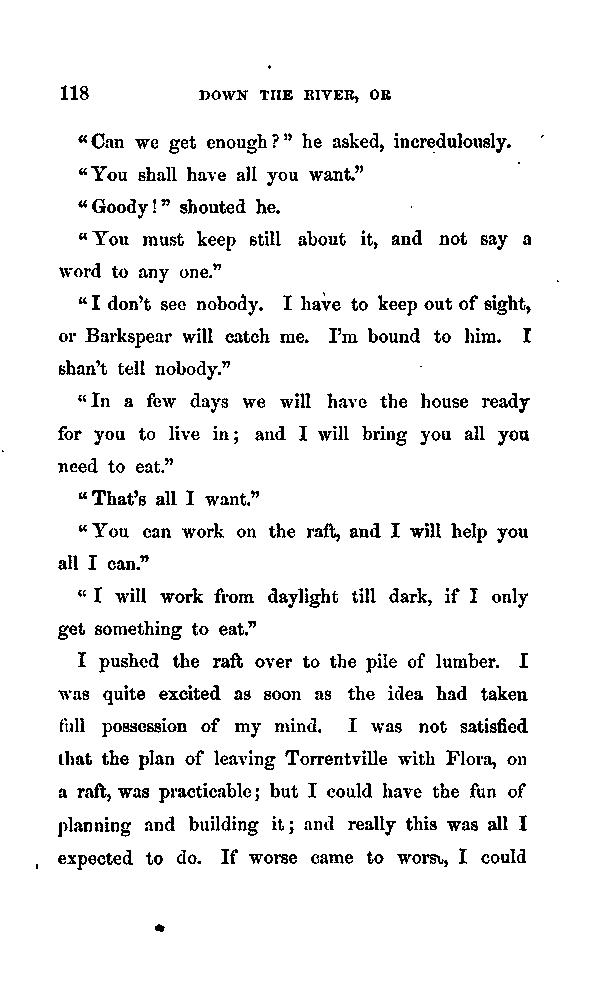 118 DOWN THE RIVER, OR
"Can we get enough?" he asked, incredulously.
"You shall have all you want."
"Goody!" shouted he.
"You must keep still about it, and not say a
word to any one."
"I don't see nobody. I have to keep out of sight,
or Barkspear will catch me. I'm bound to him. I
shan't tell nobody."
"In a few days we will have the house ready
for you to live in; and I will bring you all you
need to eat."
"That's all I want."
"You can work on the raft, and I will help you
all I can."
"I will work from daylight till dark, if I only
get something to eat."
I pushed the raft over to the pile of lumber. I
was quite excited as soon as the idea had taken
full possession of my mind. I was not satisfied
that the plan of leaving Torrentville with Flora, on
a raft, was practicable; but I could have the fun of
planning and building it; and really this was all I
expected to do. If worse came to worst, I could